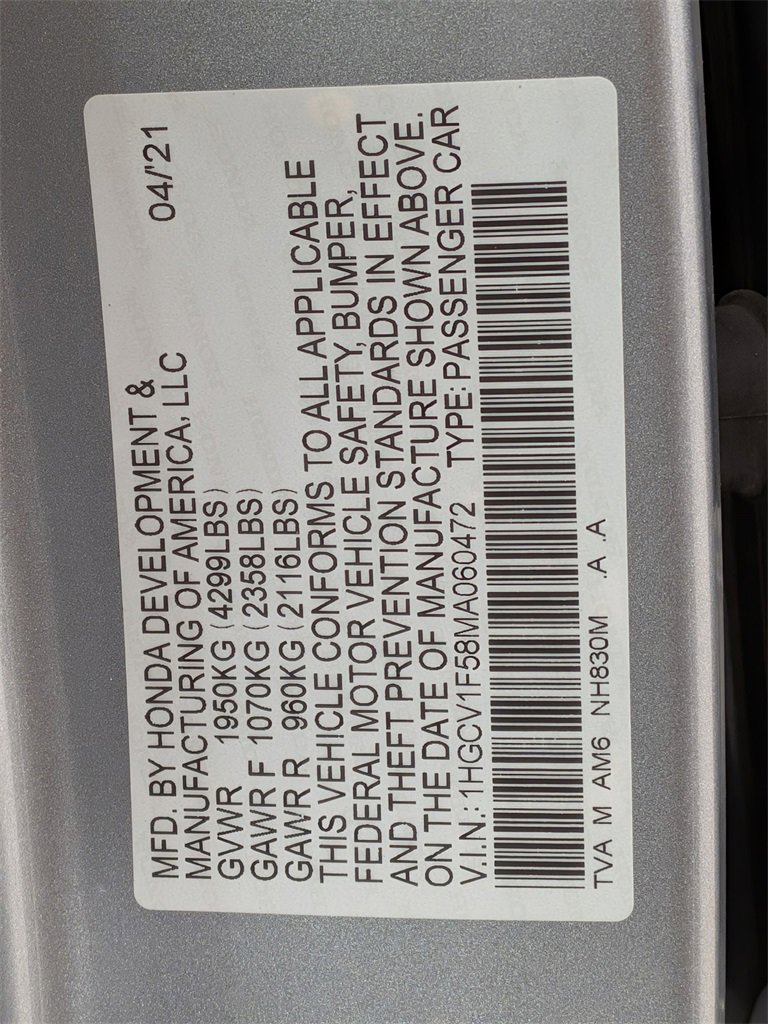 MFD. BY HONDA DEVELOPMENT & 04/'21
MANUFACTURING OF AMERICA, LLC
GVWR 1950KG (4299LBS)
GAWR F 1070KG (2358LBS)
GAWR R 960KG (2116LBS)
THIS VEHICLE CONFORMS TO ALL APPLICABLE
FEDERAL MOTOR VEHICLE SAFETY, BUMPER,
AND THEFT PREVENTION STANDARDS IN EFFECT
ON THE DATE OF MANUFACTURE SHOWN ABOVE.
V.I.N.: 1HGCV1F58MA060472 TYPE: PASSENGER CAR
TVA M AM6 NH830M .A .A